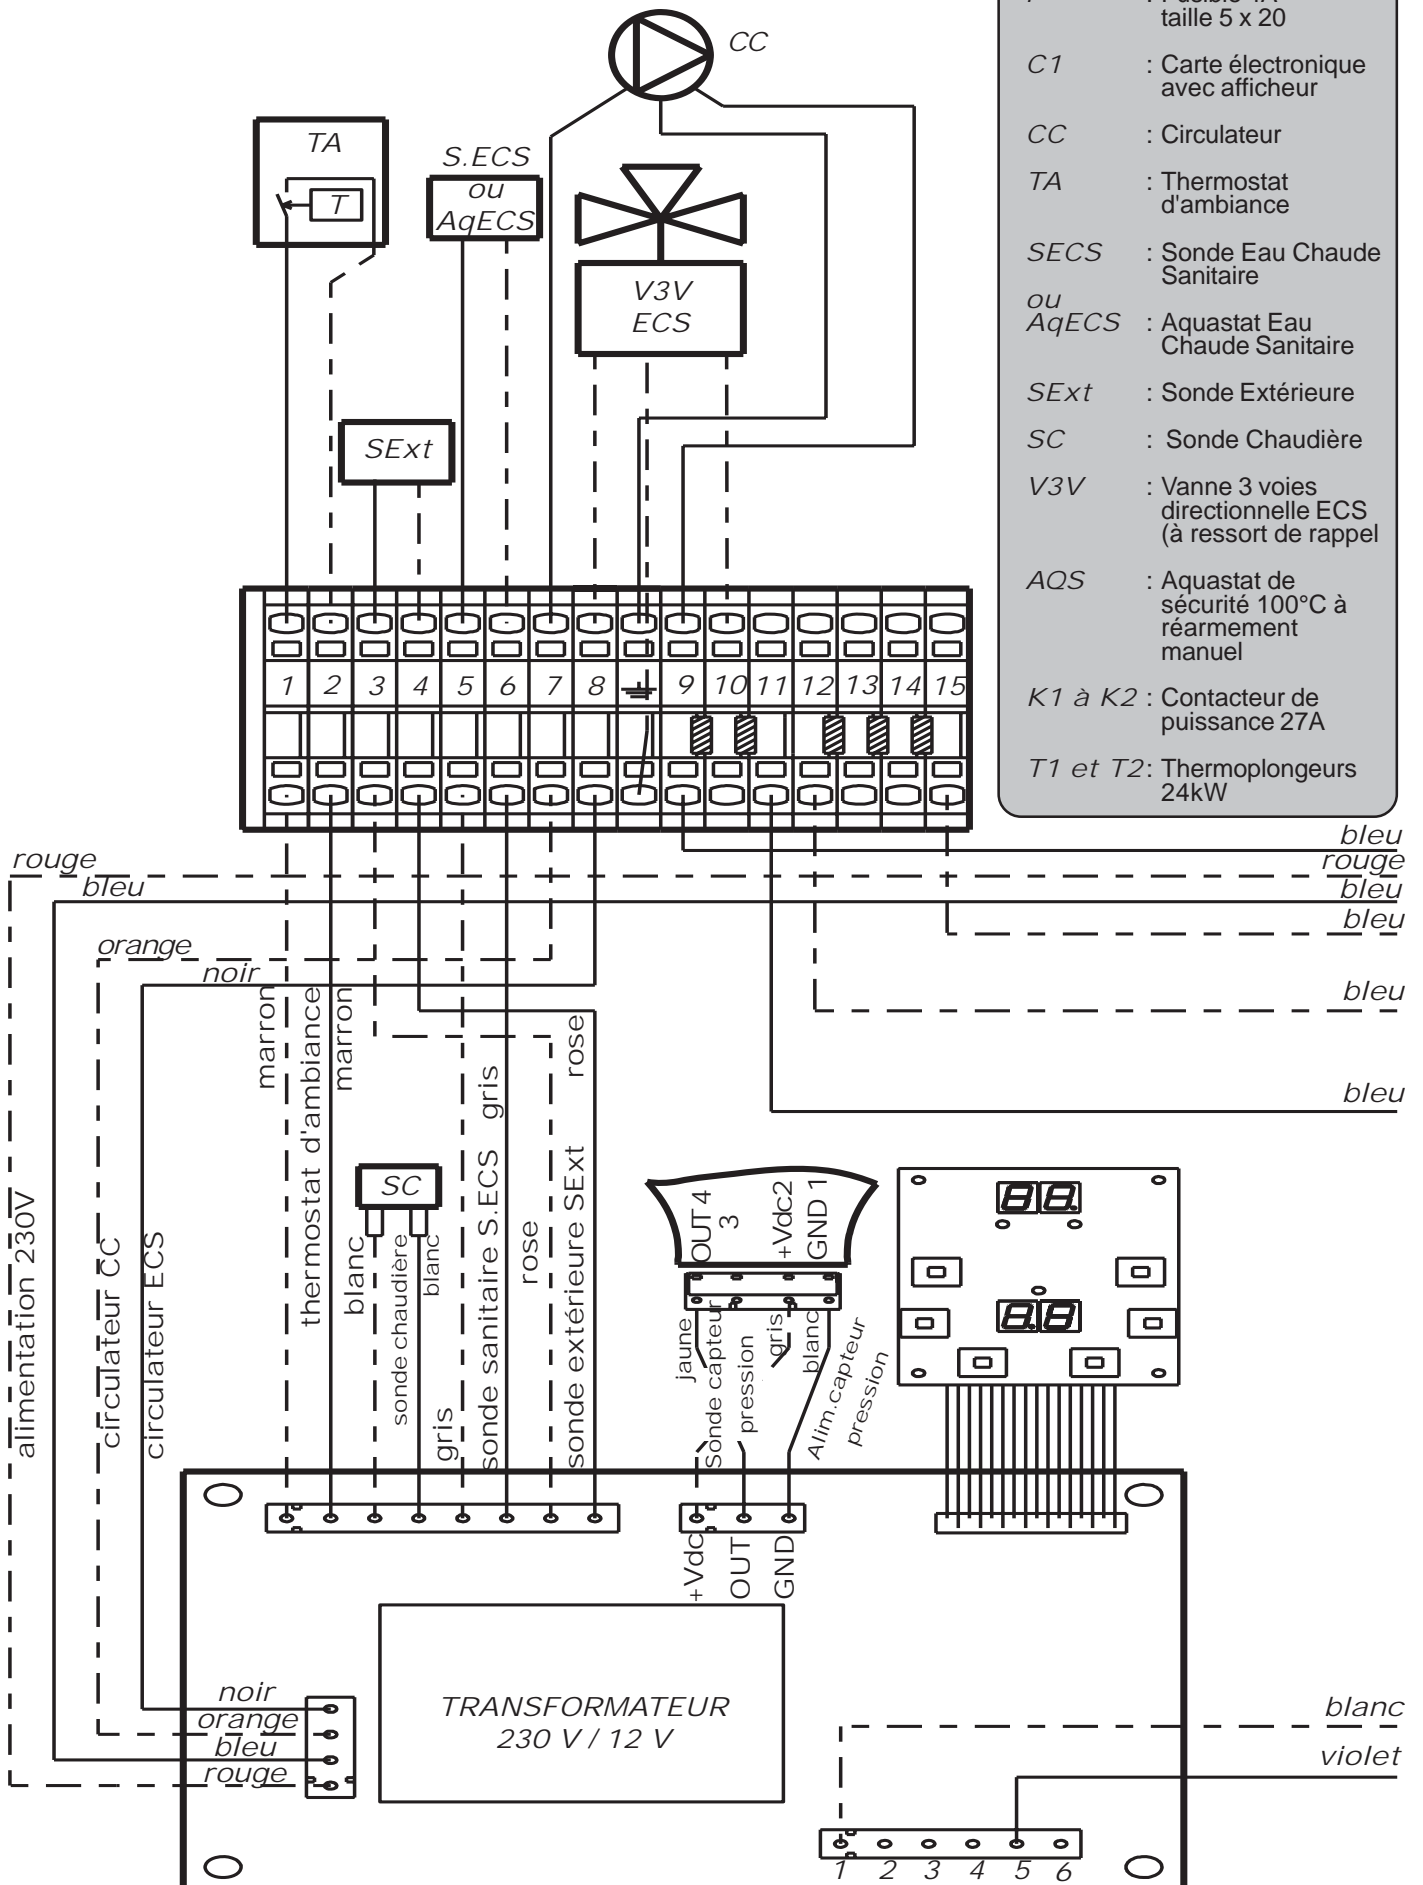 taille 5 x 20
C1 : Carte électronique
avec afficheur
CC : Circulateur
TA : Thermostat
d'ambiance
SECS : Sonde Eau Chaude
Sanitaire
ou
AqECS : Aquastat Eau
Chaude Sanitaire
SExt : Sonde Extérieure
SC : Sonde Chaudière
V3V : Vanne 3 voies
directionnelle ECS
(à ressort de rappel
AQS : Aquastat de
sécurité 100°C à
réarmement
manuel
K1 à K2 : Contacteur de
puissance 27A
T1 et T2 : Thermoplongeurs
24kW
CC
TA
T
S.ECS
ou
AqECS
V3V
ECS
SExt
1 2 3 4 5 6 7 8 9 10 11 12 13 14 15
bleu
rouge
rouge
bleu
bleu
bleu
orange
noir
bleu
bleu
marron
thermostat d'ambiance
marron
gris
rose
SC
blanc
sonde chaudière
blanc
gris
sonde sanitaire S.ECS
rose
sonde extérieure SExt
alimentation 230V
circulateur CC
circulateur ECS
OUT 4
3
+Vdc2
GND 1
jaune
Sonde capteur
pression
gris
blanc
Alim.capteur
pression
8 8.
8.8
+Vdc
OUT
GND
TRANSFORMATEUR
230 V / 12 V
noir
orange
bleu
rouge
blanc
violet
1 2 3 4 5 6